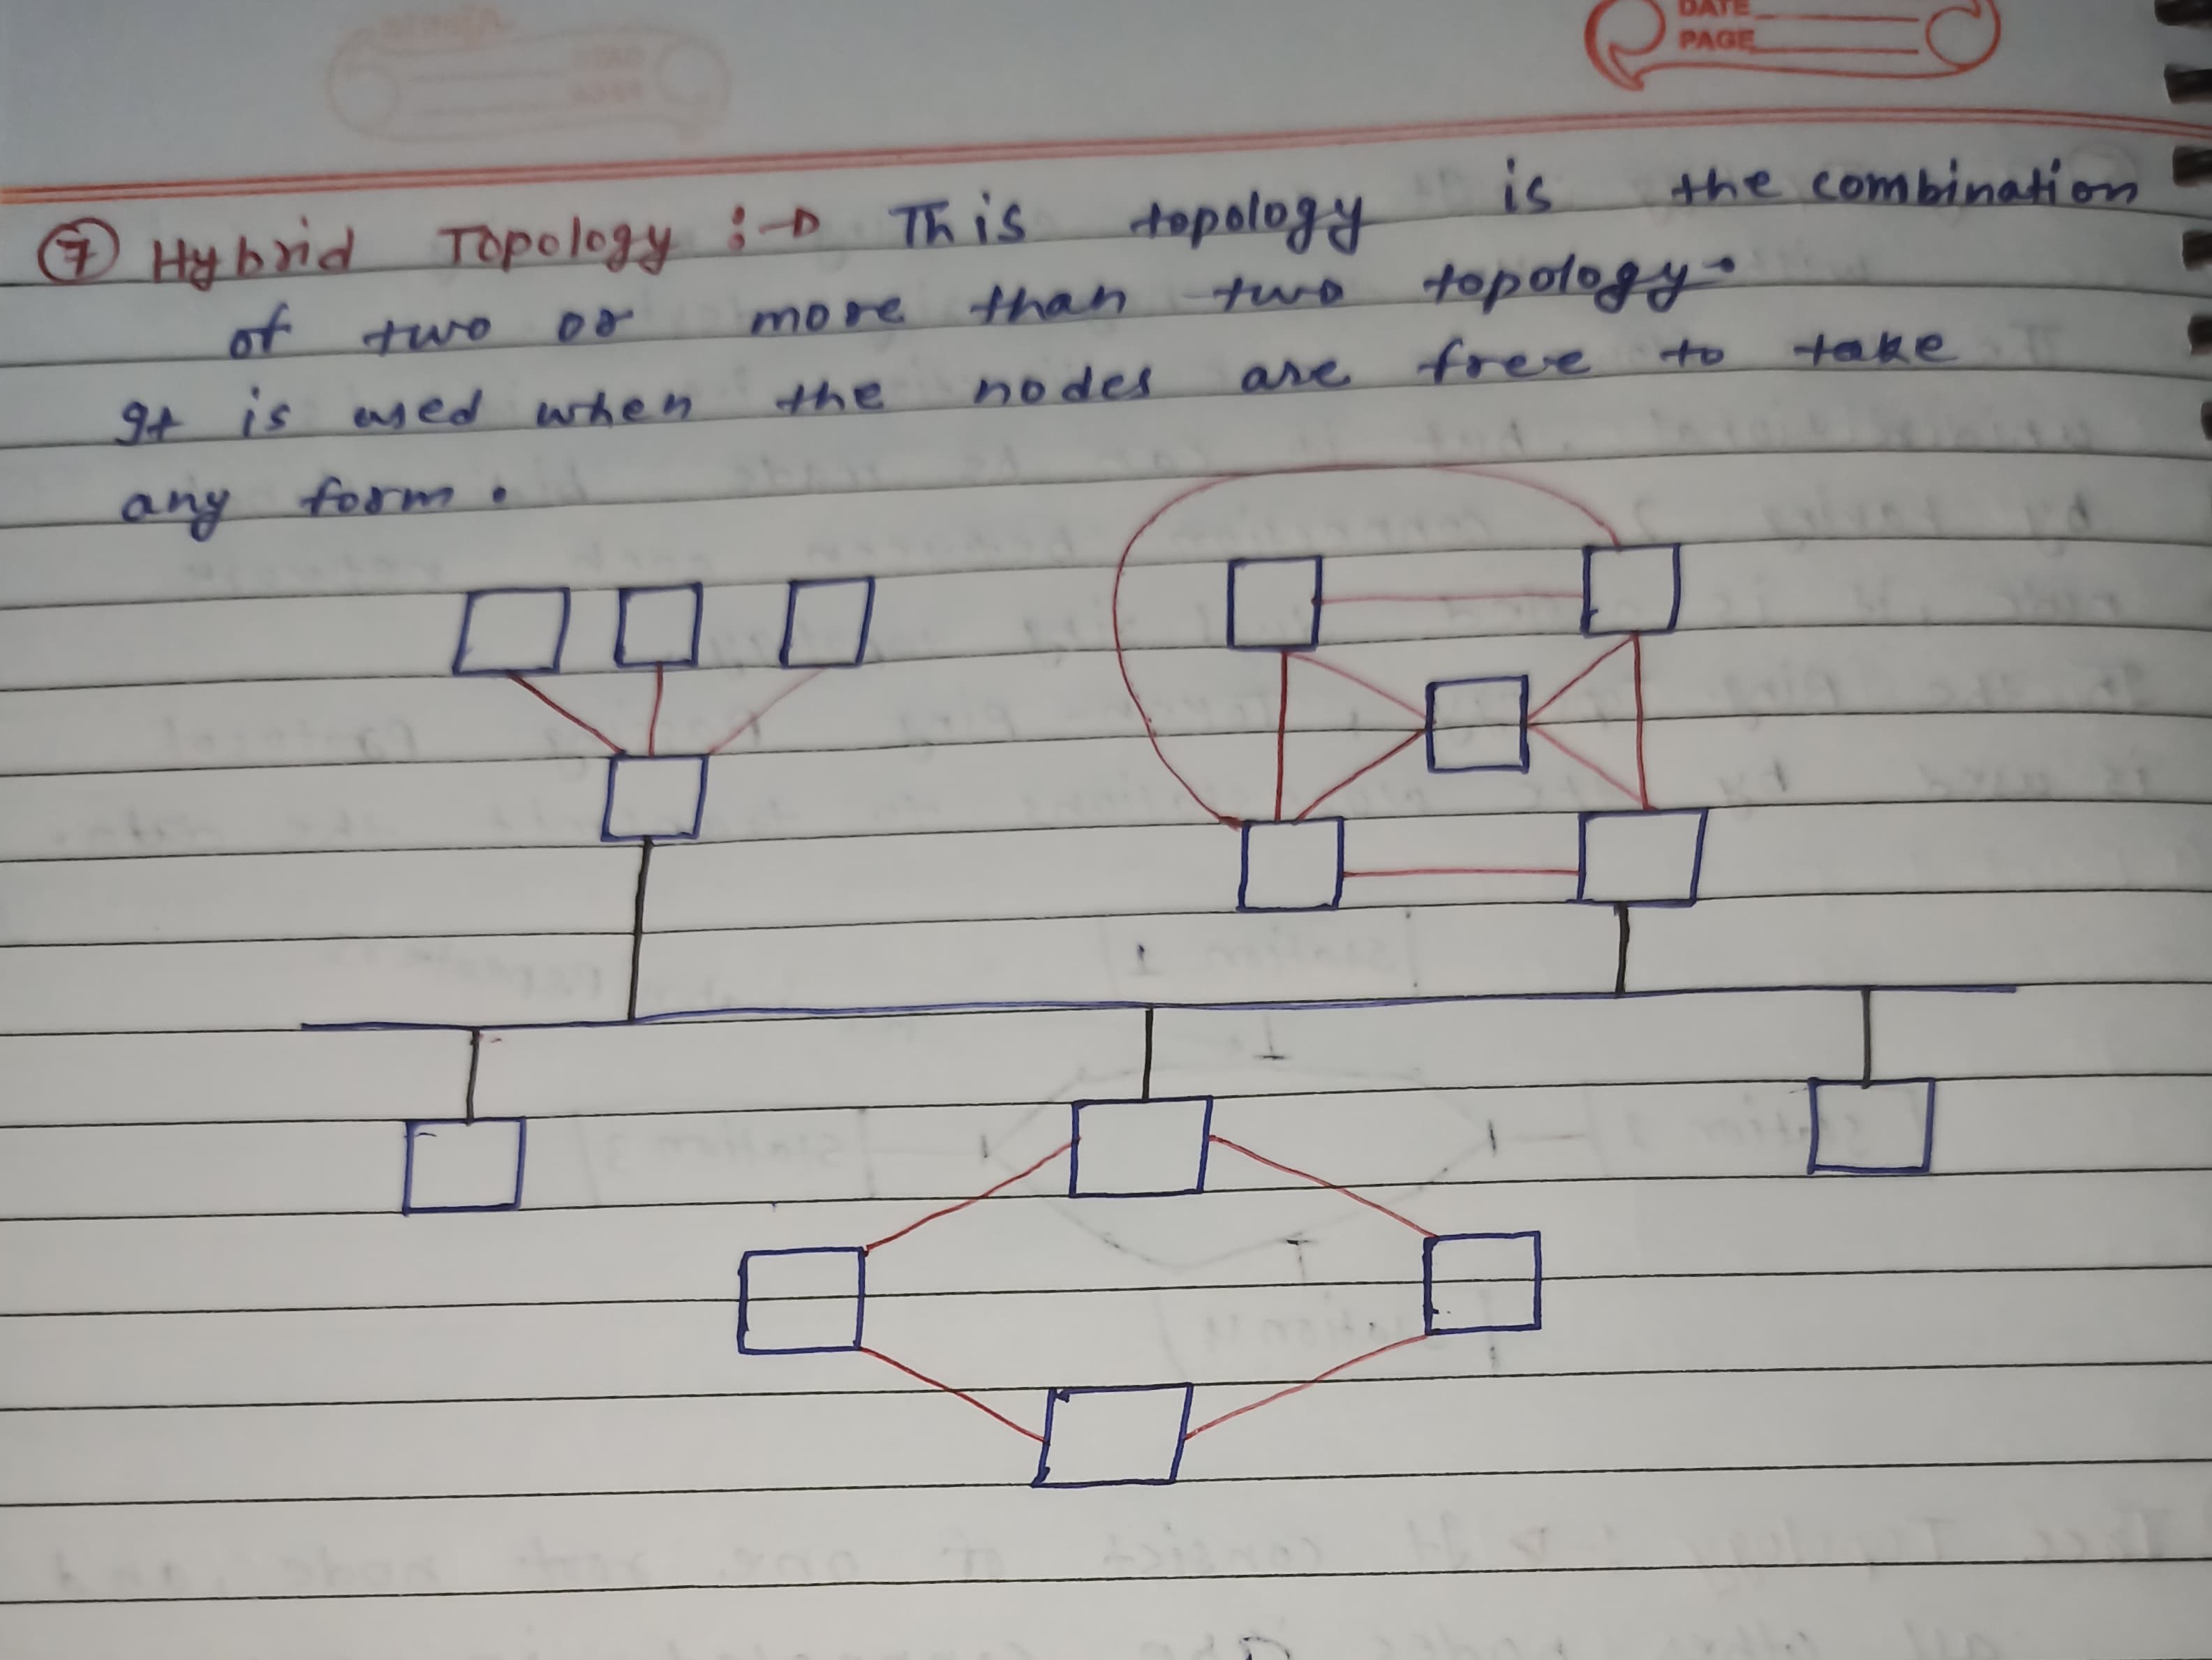 DATE
PAGE
⑦ Hybrid Topology :-> This topology is the combination
of two or more than two topology.
It is used when the nodes are free to take
any form.